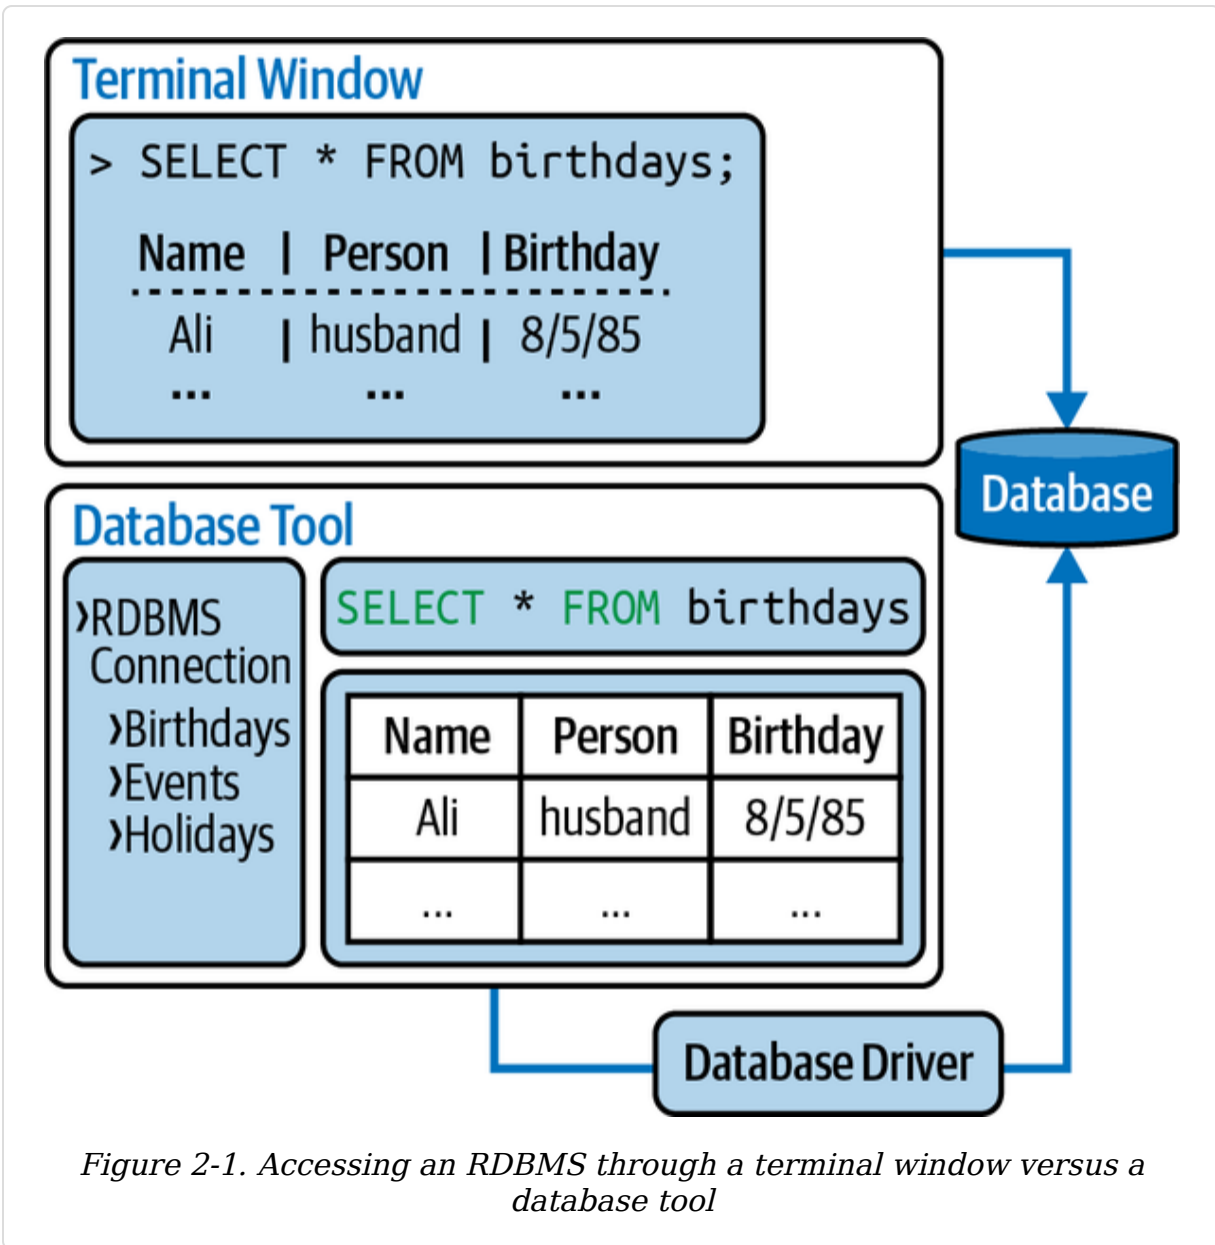 Terminal Window
> SELECT * FROM birthdays;
Name | Person | Birthday
Ali | husband | 8/5/85
... ... ...
Database
Database Tool
❯RDBMS
Connection
❯Birthdays
❯Events
❯Holidays
SELECT * FROM birthdays
Name Person Birthday
Ali husband 8/5/85
... ... ...
Database Driver
Figure 2-1. Accessing an RDBMS through a terminal window versus a
database tool